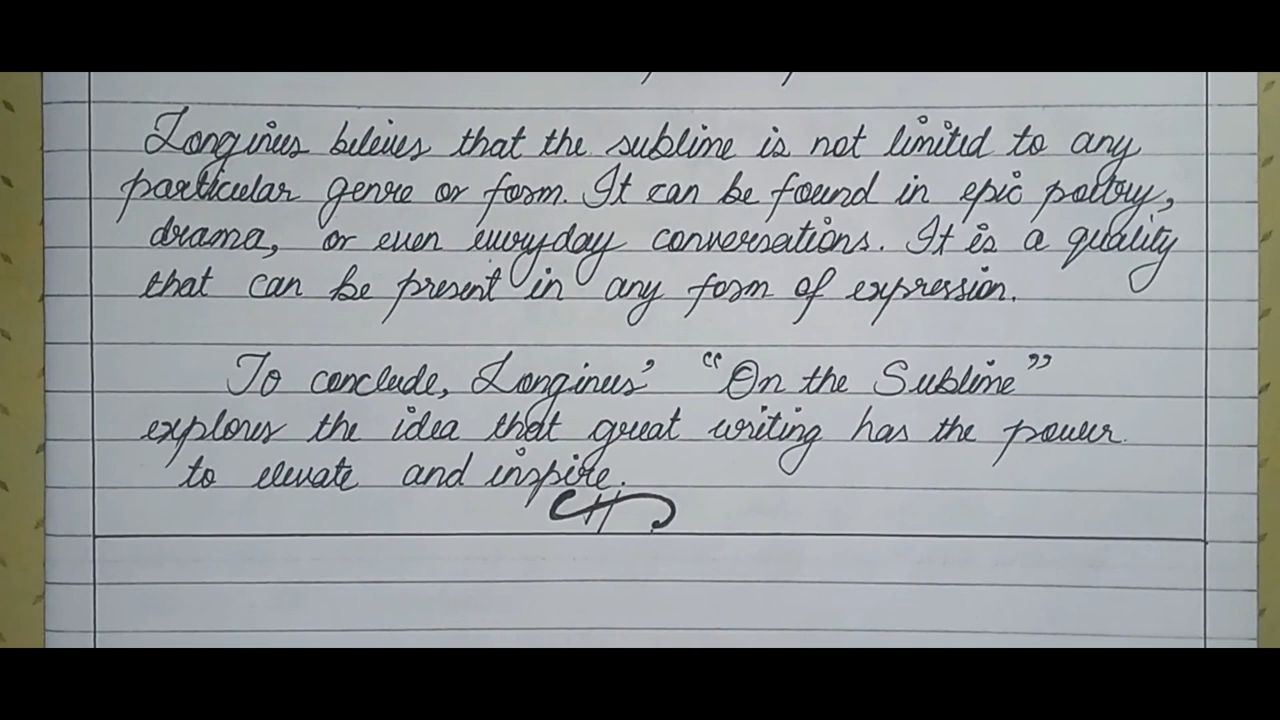 Longinus beleives that the sublime is not limited to any
particular genre or form. It can be found in epic poetry,
drama, or even everyday conversations. It is a quality
that can be present in any form of expression.
To conclude, Longinus' "On the Sublime"
explores the idea that great writing has the power
to elevate and inspire.